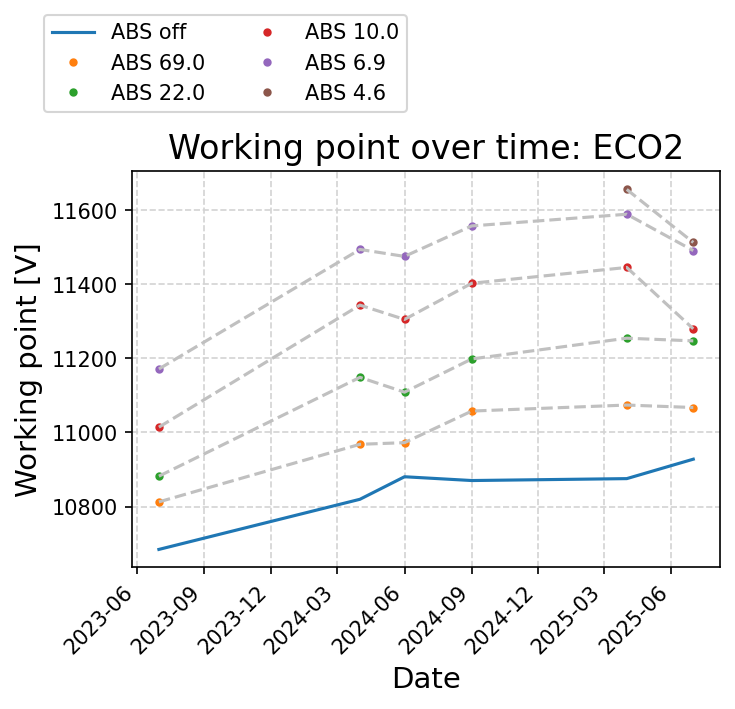 ABS off
ABS 69.0
ABS 22.0
ABS 10.0
ABS 6.9
ABS 4.6
Working point over time: ECO2
Working point [V]
11600
11400
11200
11000
10800
2023-06
2023-09
2023-12
2024-03
2024-06
2024-09
2024-12
2025-03
2025-06
Date